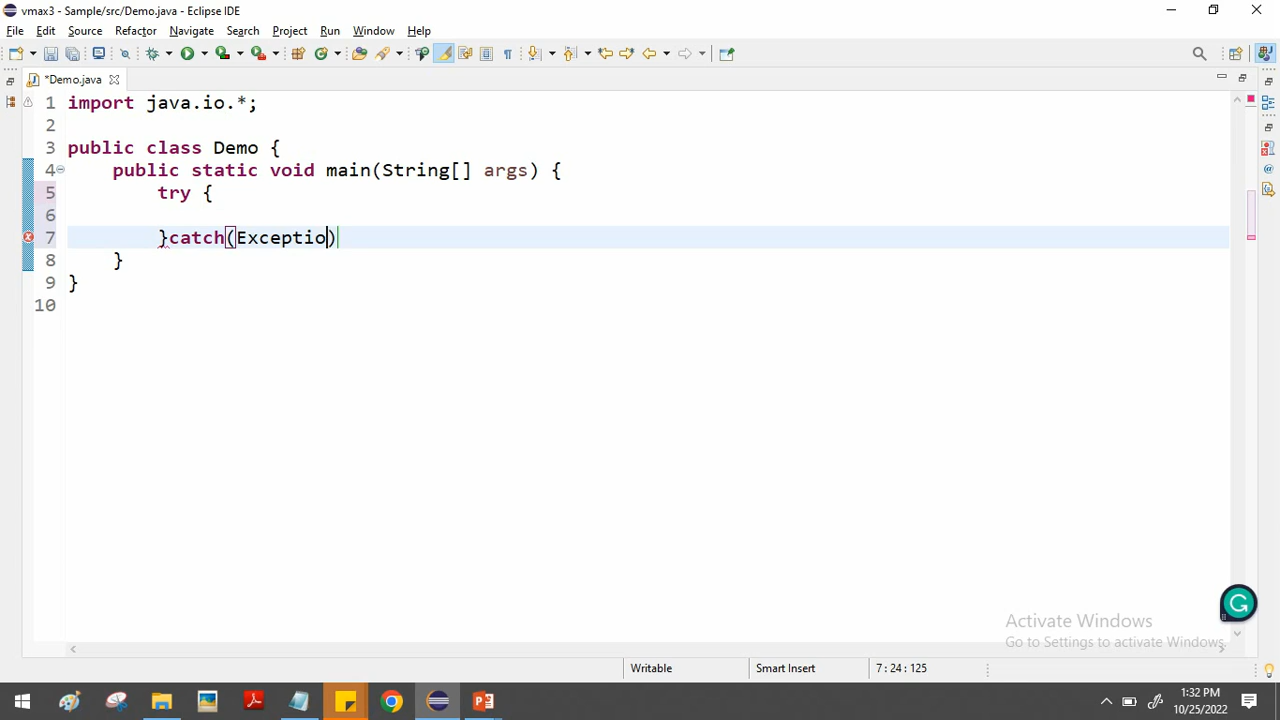 vmax3 - Sample/src/Demo.java - Eclipse IDE
File Edit Source Refactor Navigate Search Project Run Window Help
*Demo.java
1 import java.io.*;
2
3 public class Demo {
4 public static void main(String[] args) {
5 try {
6
7 }catch(Exceptio)
8 }
9 }
10
Activate Windows
Go to Settings to activate Windows.
Writable Smart Insert 7 : 24 : 125
1:32 PM
10/25/2022